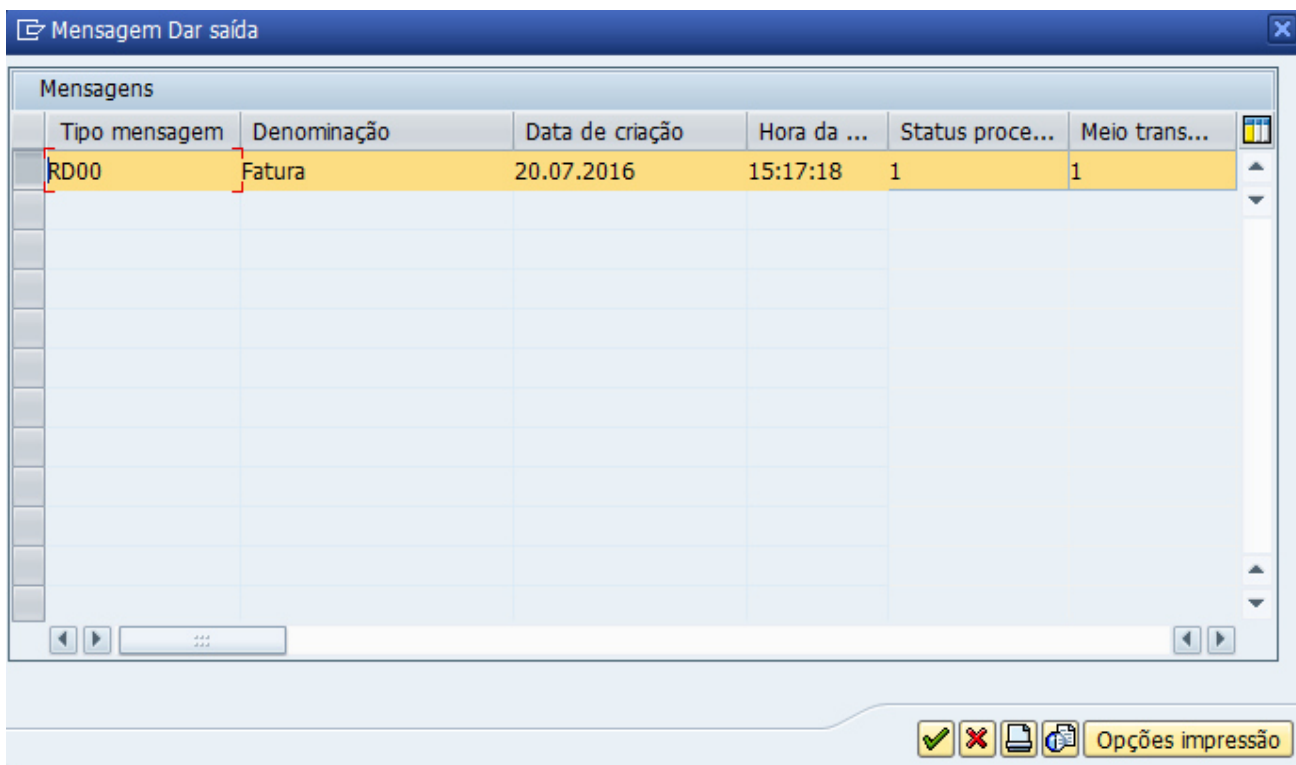 Mensagem Dar saída
Mensagens
Tipo mensagem Denominação Data de criação Hora da ... Status proce... Meio trans...
RD00 Fatura 20.07.2016 15:17:18 1 1
Opções impressão